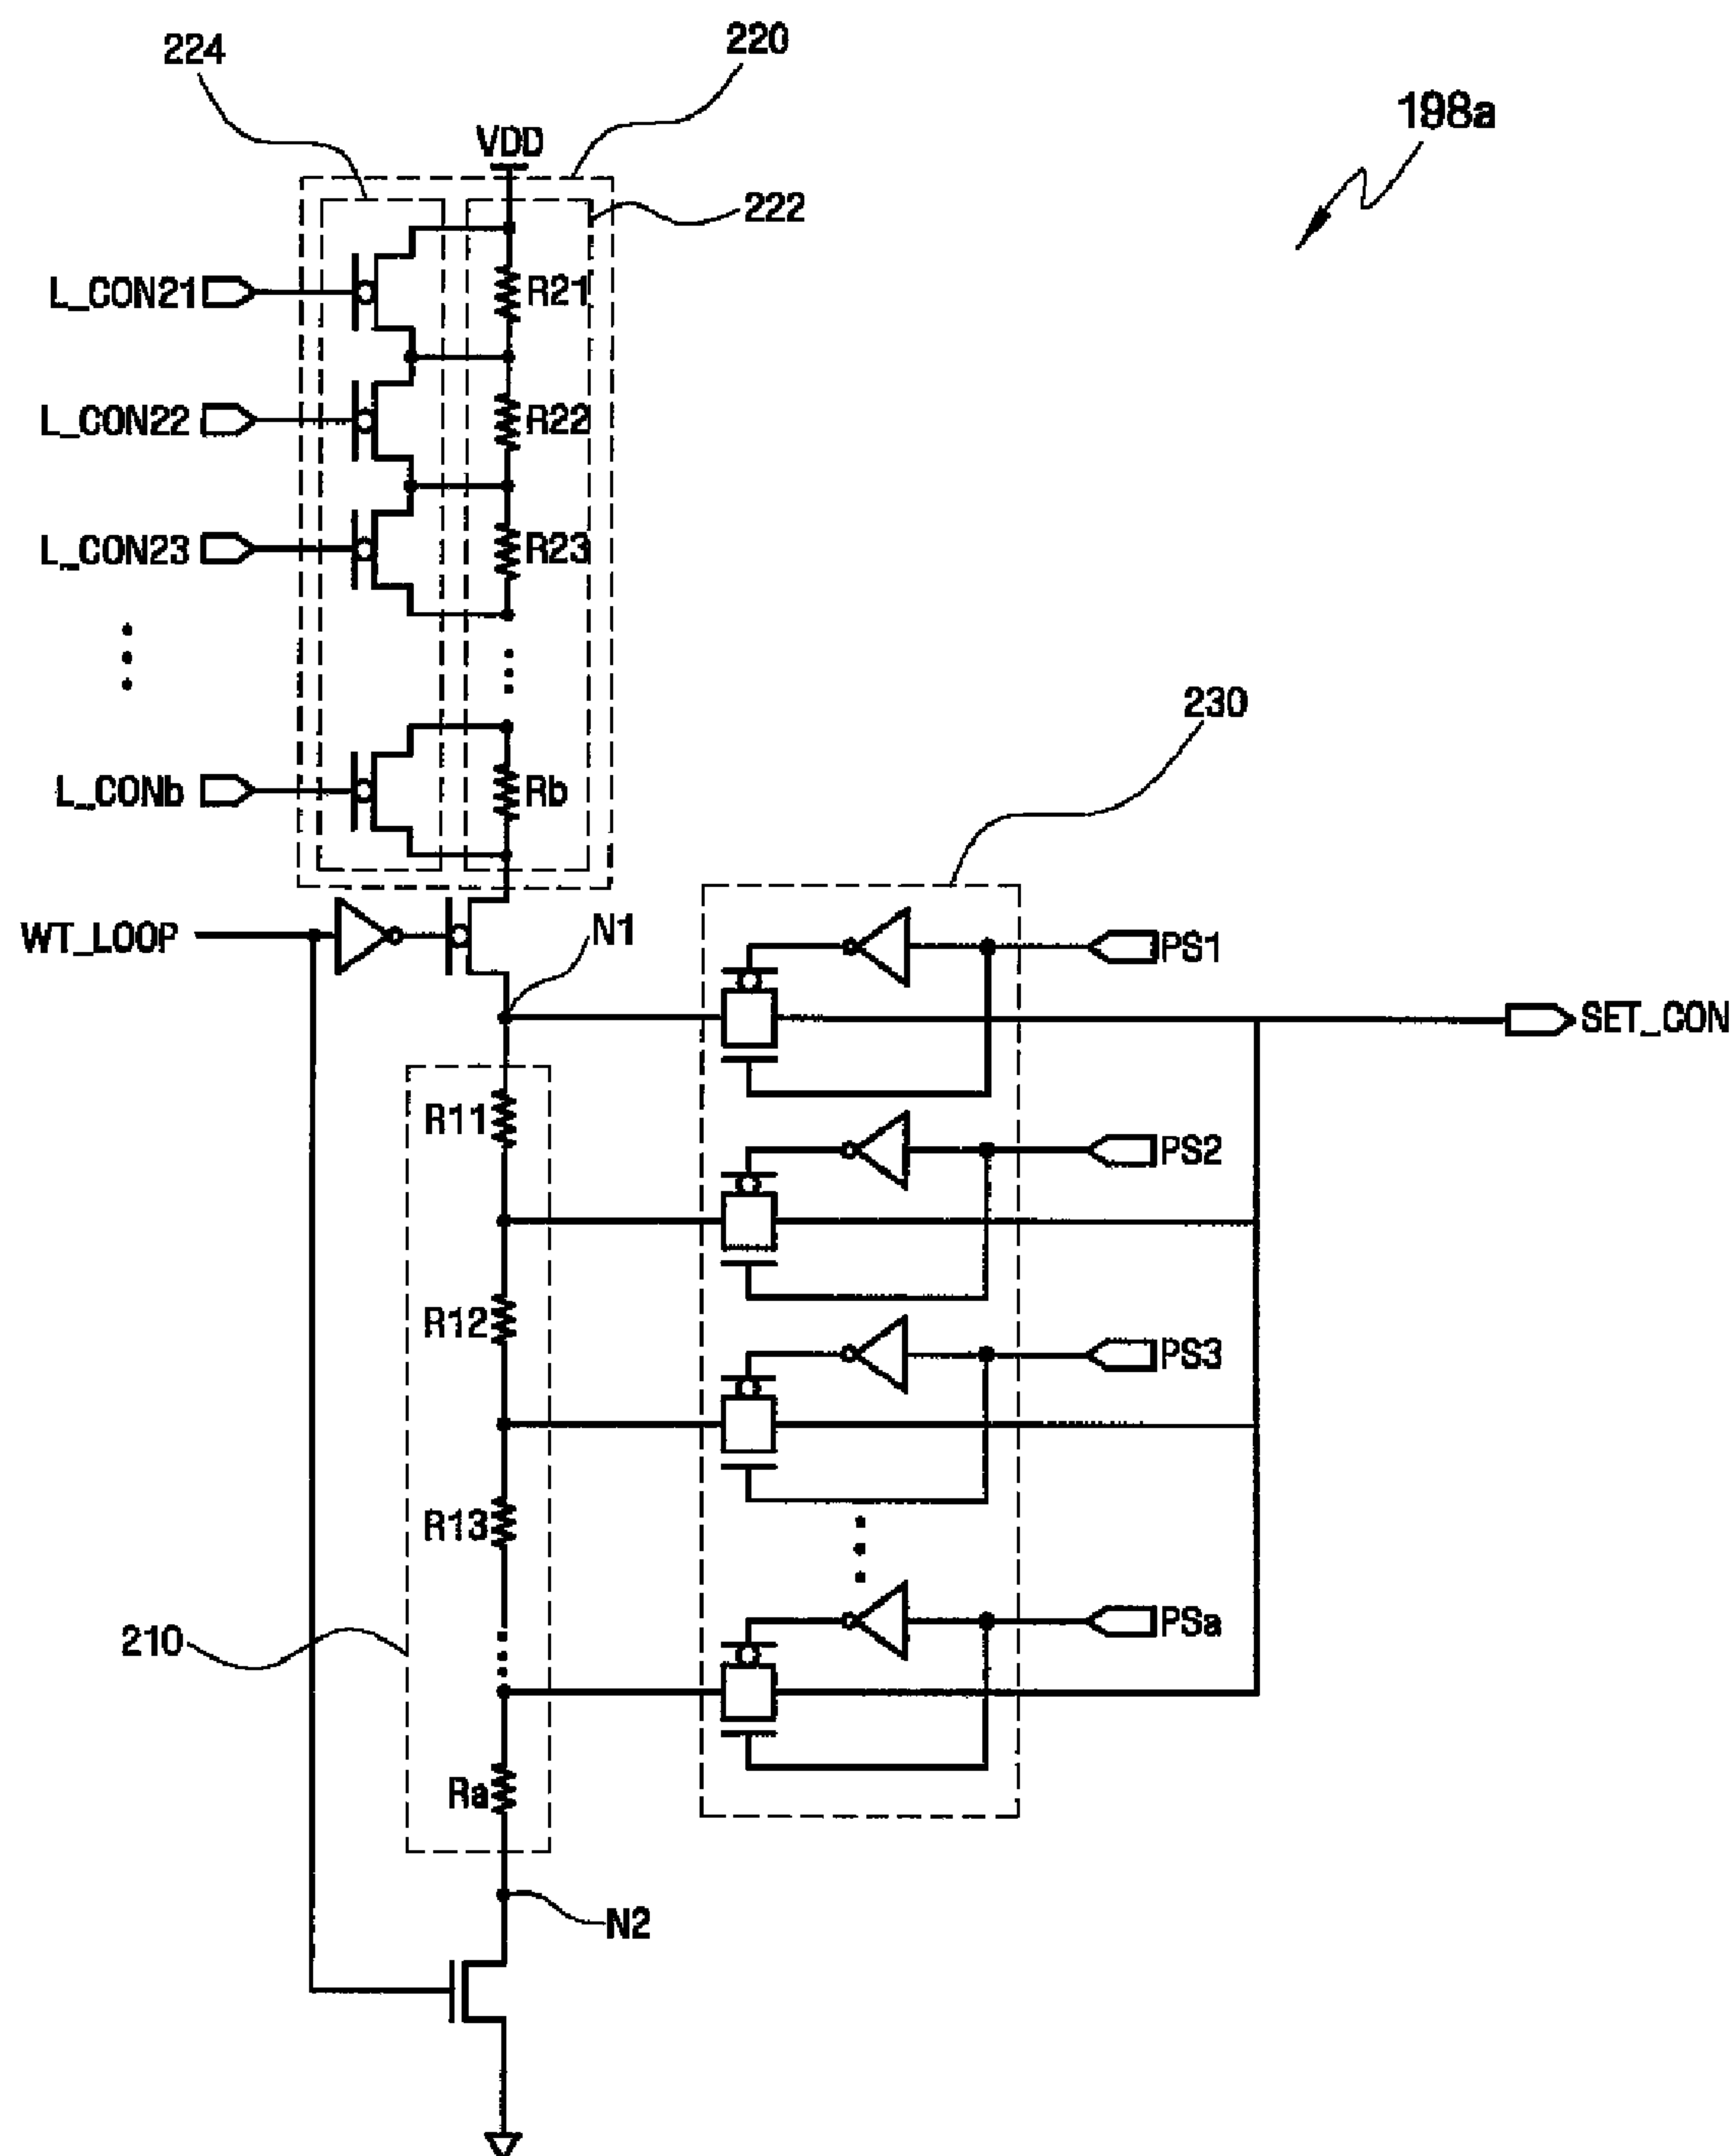 224
220
198a
VDD
222
L_CON21
R21
L_CON22
R22
L_CON23
R23
230
L_CONb
Rb
WT_LOOP
N1
PS1
SET_CON
R11
PS2
R12
PS3
R13
210
PSa
Ra
N2